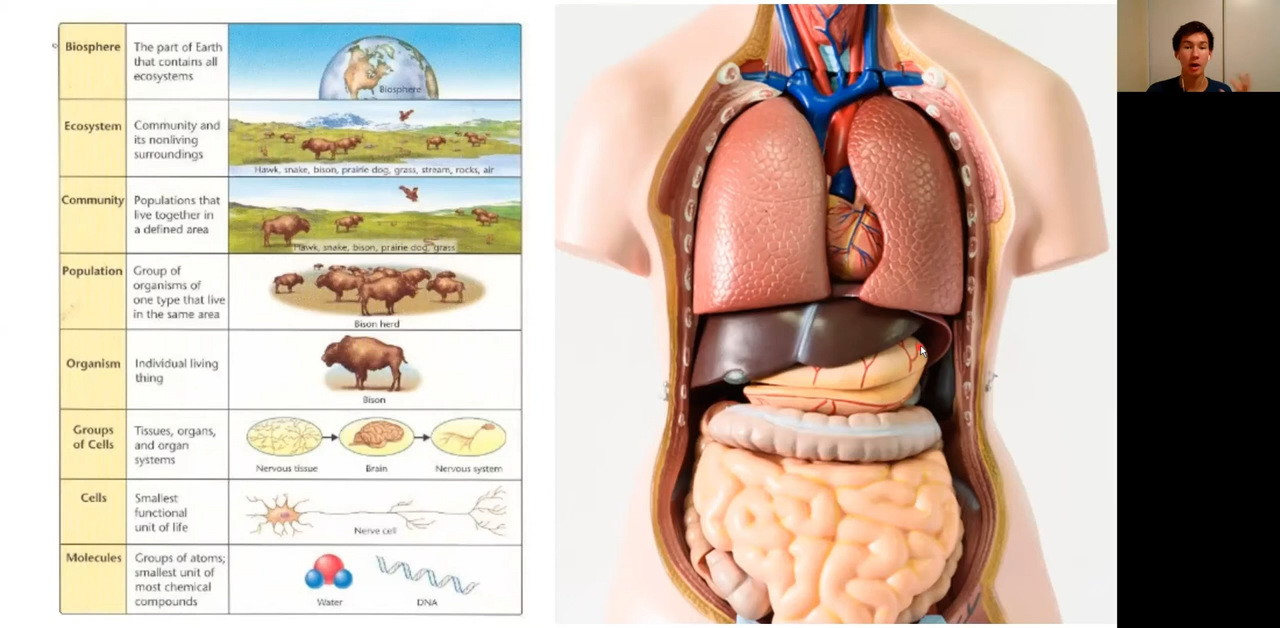 Biosphere
The part of Earth
that contains all
ecosystems
Biosphere
Ecosystem
Community and
its nonliving
surroundings
Hawk, snake, bison, prairie dog, grass, stream, rocks, air
Community
Populations that
live together in
a defined area
Hawk, snake, bison, prairie dog, grass
Population
Group of
organisms of
one type that live
in the same area
Bison herd
Organism
Individual living
thing
Bison
Groups
of Cells
Tissues, organs,
and organ
systems
Nervous tissue
Brain
Nervous system
Cells
Smallest
functional
unit of life
Nerve cell
Molecules
Groups of atoms;
smallest unit of
most chemical
compounds
Water
DNA